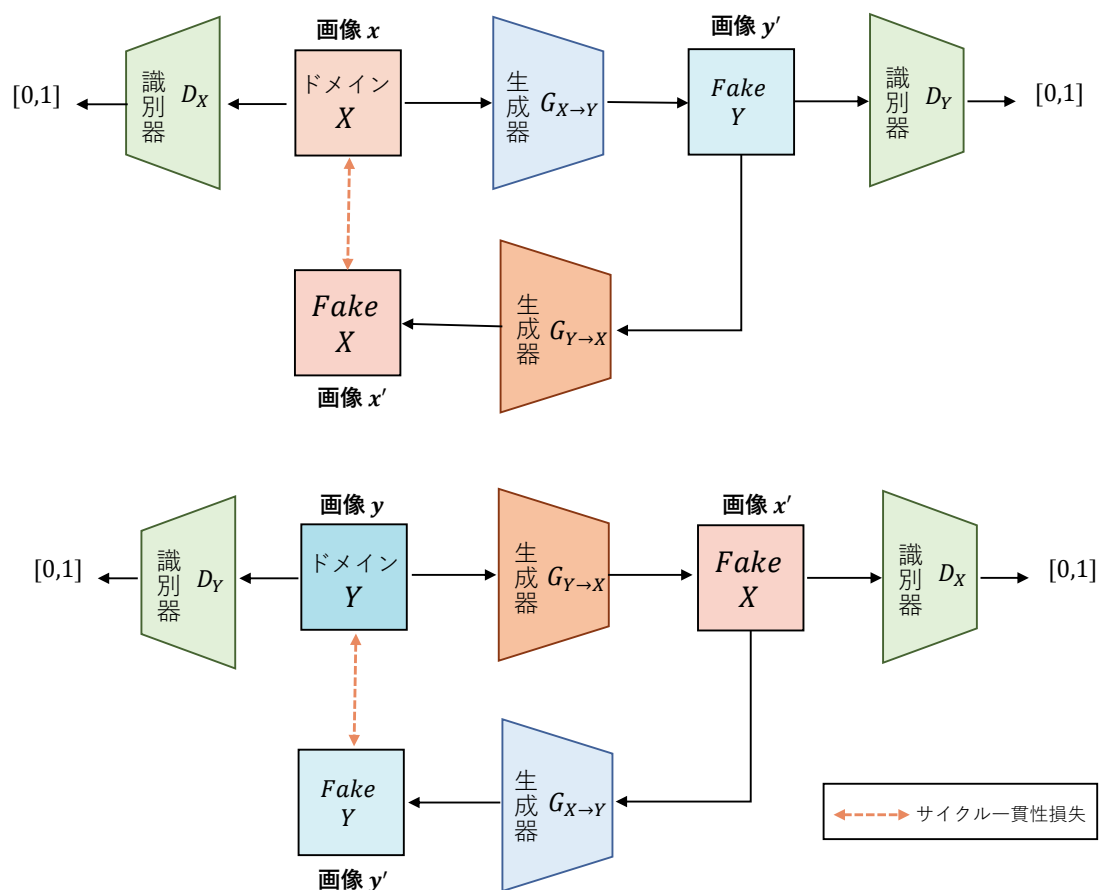 画像 x
画像 y′
[0,1]
識別器 D_X
ドメイン
X
生成器 G_{X→Y}
Fake
Y
識別器 D_Y
[0,1]
Fake
X
生成器 G_{Y→X}
画像 x′
画像 y
画像 x′
[0,1]
識別器 D_Y
ドメイン
Y
生成器 G_{Y→X}
Fake
X
識別器 D_X
[0,1]
Fake
Y
生成器 G_{X→Y}
サイクル一貫性損失
画像 y′